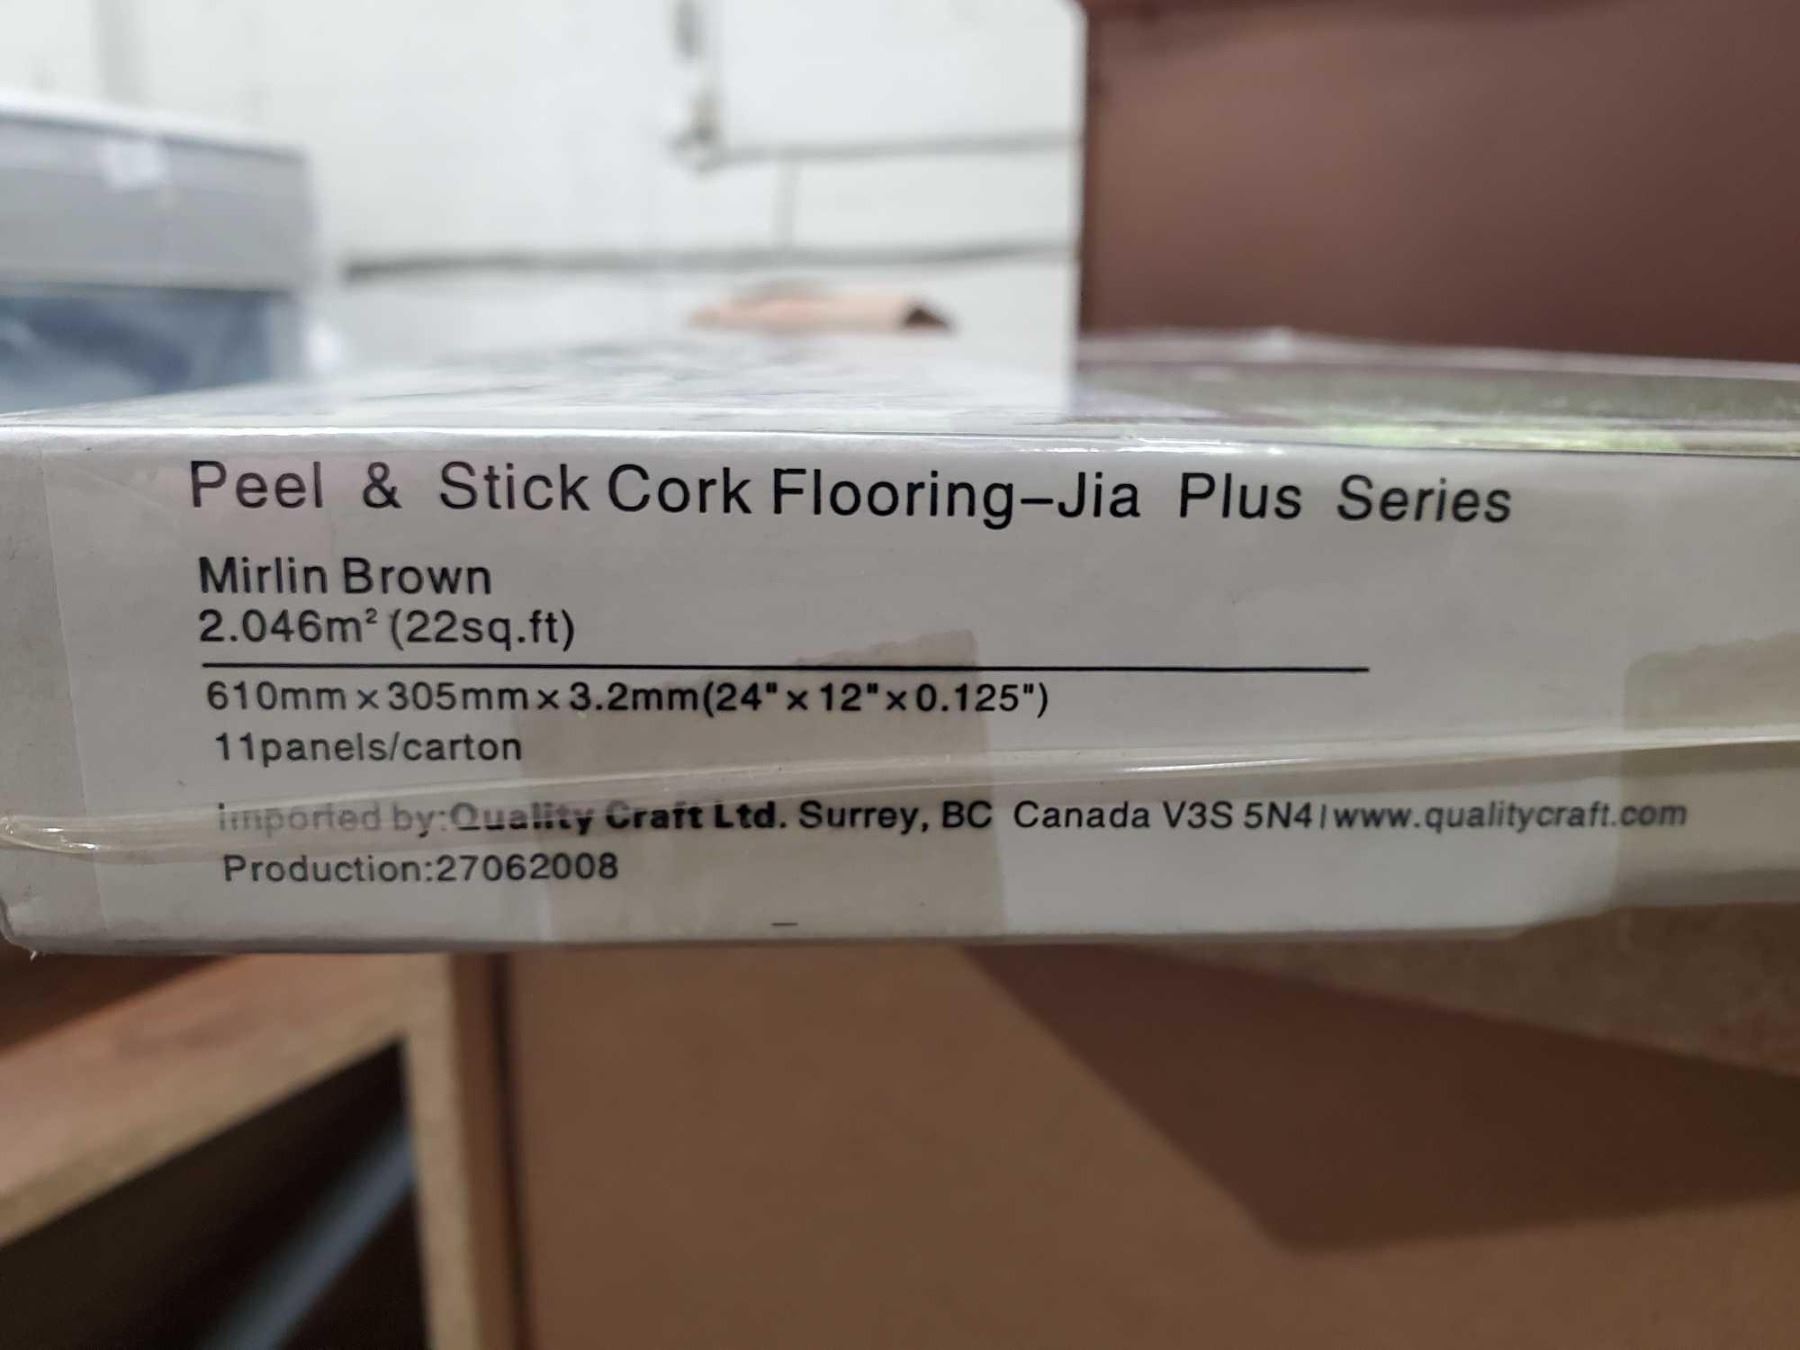 Peel & Stick Cork Flooring–Jia Plus Series
Mirlin Brown
2.046m² (22sq.ft)
610mm x 305mm x 3.2mm(24"x 12"x 0.125")
11panels/carton
imported by:Quality Craft Ltd. Surrey, BC Canada V3S 5N4 | www.qualitycraft.com
Production:27062008